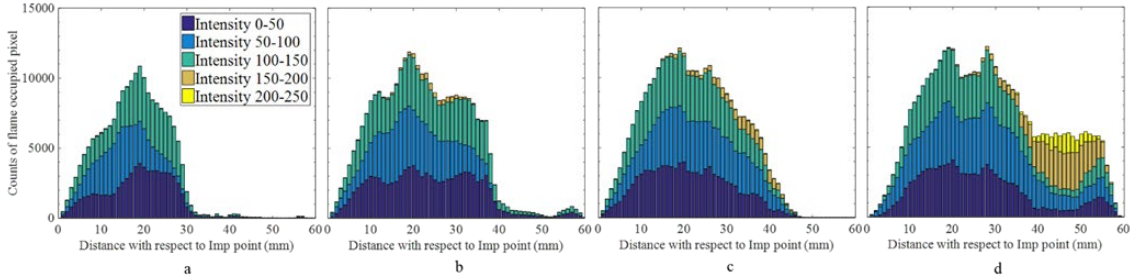 15000
10000
5000
0
Counts of flame occupied pixel
Intensity 0-50
Intensity 50-100
Intensity 100-150
Intensity 150-200
Intensity 200-250
0 10 20 30 40 50 60
Distance with respect to Imp point (mm)
a
0 10 20 30 40 50 60
Distance with respect to Imp point (mm)
b
0 10 20 30 40 50 60
Distance with respect to Imp point (mm)
c
0 10 20 30 40 50 60
Distance with respect to Imp point (mm)
d